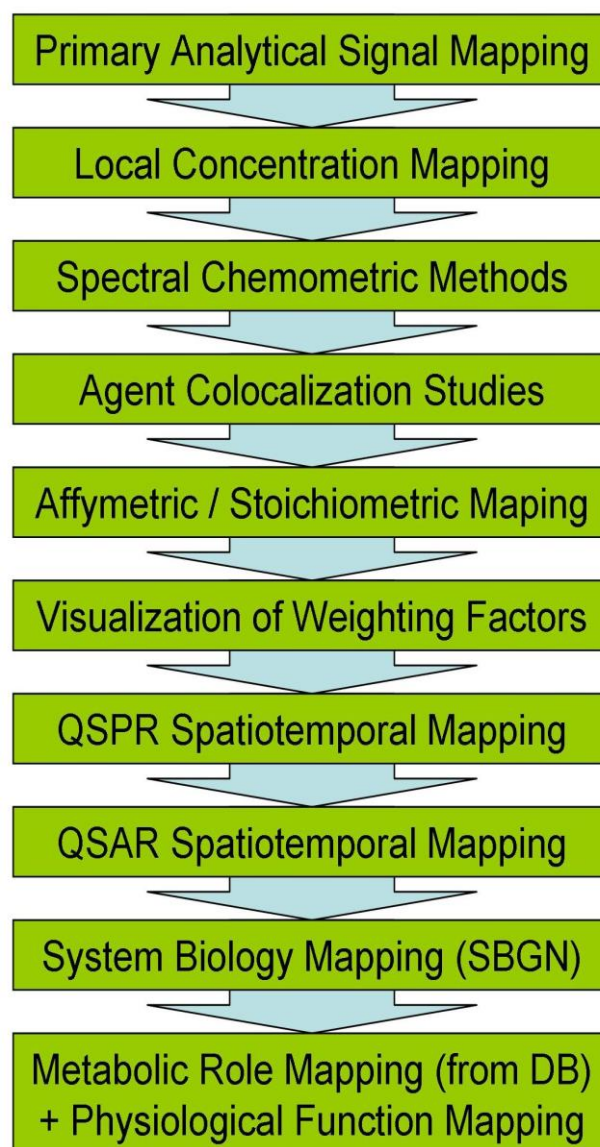 Primary Analytical Signal Mapping
Local Concentration Mapping
Spectral Chemometric Methods
Agent Colocalization Studies
Affymetric / Stoichiometric Maping
Visualization of Weighting Factors
QSPR Spatiotemporal Mapping
QSAR Spatiotemporal Mapping
System Biology Mapping (SBGN)
Metabolic Role Mapping (from DB)
+ Physiological Function Mapping